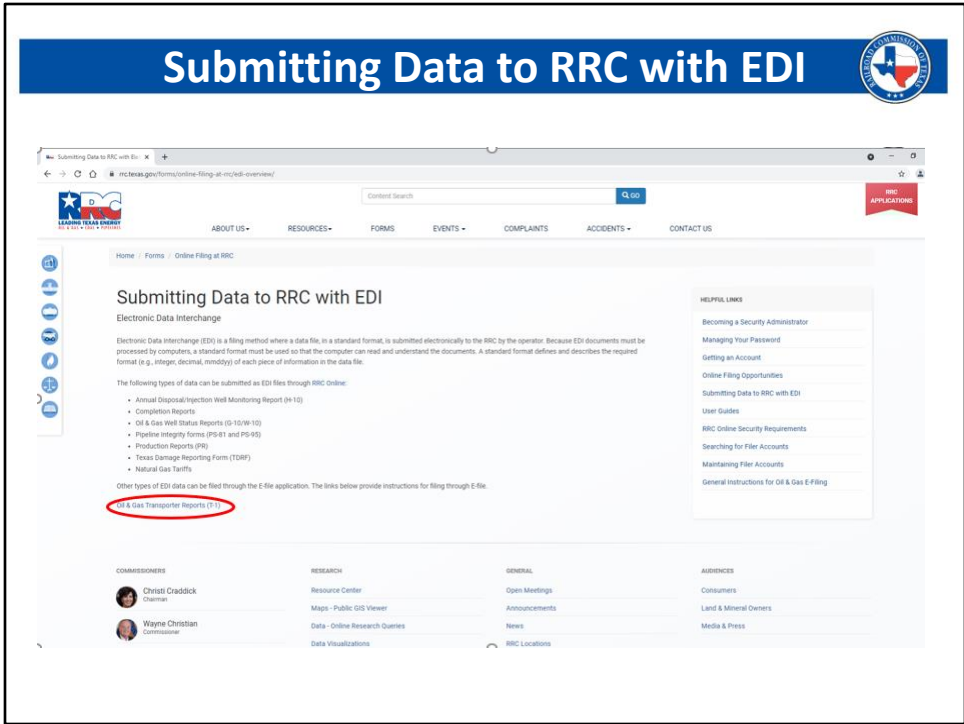 Submitting Data to RRC with EDI
RAILROAD COMMISSION OF TEXAS
Submitting Data to RRC with Ele
rrc.texas.gov/forms/online-filing-at-rrc/edi-overview/
Content Search
GO
RRC
APPLICATIONS
RRC
LEADING TEXAS ENERGY
OIL & GAS • COAL • PIPELINES
ABOUT US
RESOURCES
FORMS
EVENTS
COMPLAINTS
ACCIDENTS
CONTACT US
Home / Forms / Online Filing at RRC
Submitting Data to RRC with EDI
Electronic Data Interchange
Electronic Data Interchange (EDI) is a filing method where a data file, in a standard format, is submitted electronically to the RRC by the operator. Because EDI documents must be
processed by computers, a standard format must be used so that the computer can read and understand the documents. A standard format defines and describes the required
format (e.g., integer, decimal, mmddyy) of each piece of information in the data file.
The following types of data can be submitted as EDI files through RRC Online:
• Annual Disposal/Injection Well Monitoring Report (H-10)
• Completion Reports
• Oil & Gas Well Status Reports (G-10/W-10)
• Pipeline Integrity forms (PS-81 and PS-95)
• Production Reports (PR)
• Texas Damage Reporting Form (TDRF)
• Natural Gas Tariffs
Other types of EDI data can be filed through the E-file application. The links below provide instructions for filing through E-file.
Oil & Gas Transporter Reports (T-1)
HELPFUL LINKS
Becoming a Security Administrator
Managing Your Password
Getting an Account
Online Filing Opportunities
Submitting Data to RRC with EDI
User Guides
RRC Online Security Requirements
Searching for Filer Accounts
Maintaining Filer Accounts
General Instructions for Oil & Gas E-Filing
COMMISSIONERS
Christi Craddick
Chairman
Wayne Christian
Commissioner
RESEARCH
Resource Center
Maps - Public GIS Viewer
Data - Online Research Queries
Data Visualizations
GENERAL
Open Meetings
Announcements
News
RRC Locations
AUDIENCES
Consumers
Land & Mineral Owners
Media & Press